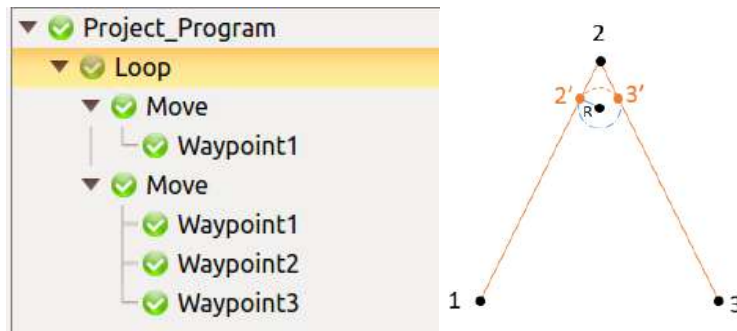 Project_Program
Loop
Move
Waypoint1
Move
Waypoint1
Waypoint2
Waypoint3
2
2′ 3′
R
1 3